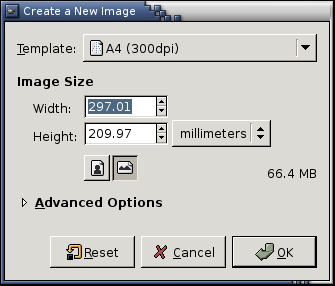 Create a New Image
Template: A4 (300dpi)
Image Size
Width: 297.01
Height: 209.97 millimeters
66.4 MB
Advanced Options
Reset Cancel OK